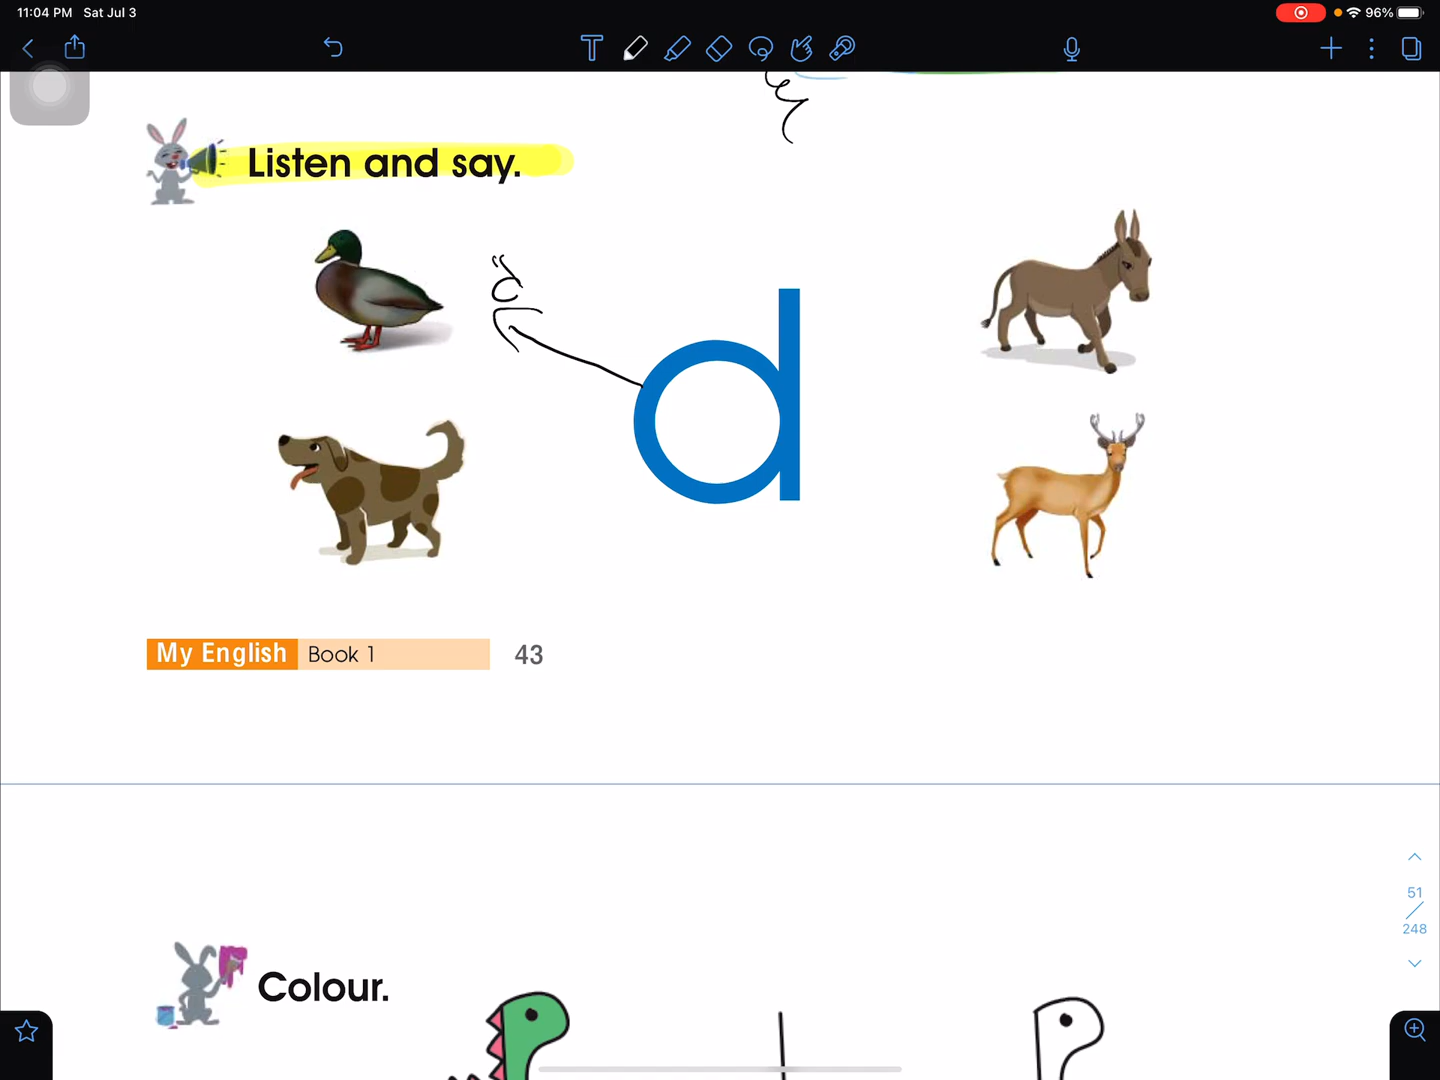 11:04 PM Sat Jul 3
96%
Listen and say.
d
My English Book 1 43
51
248
Colour.